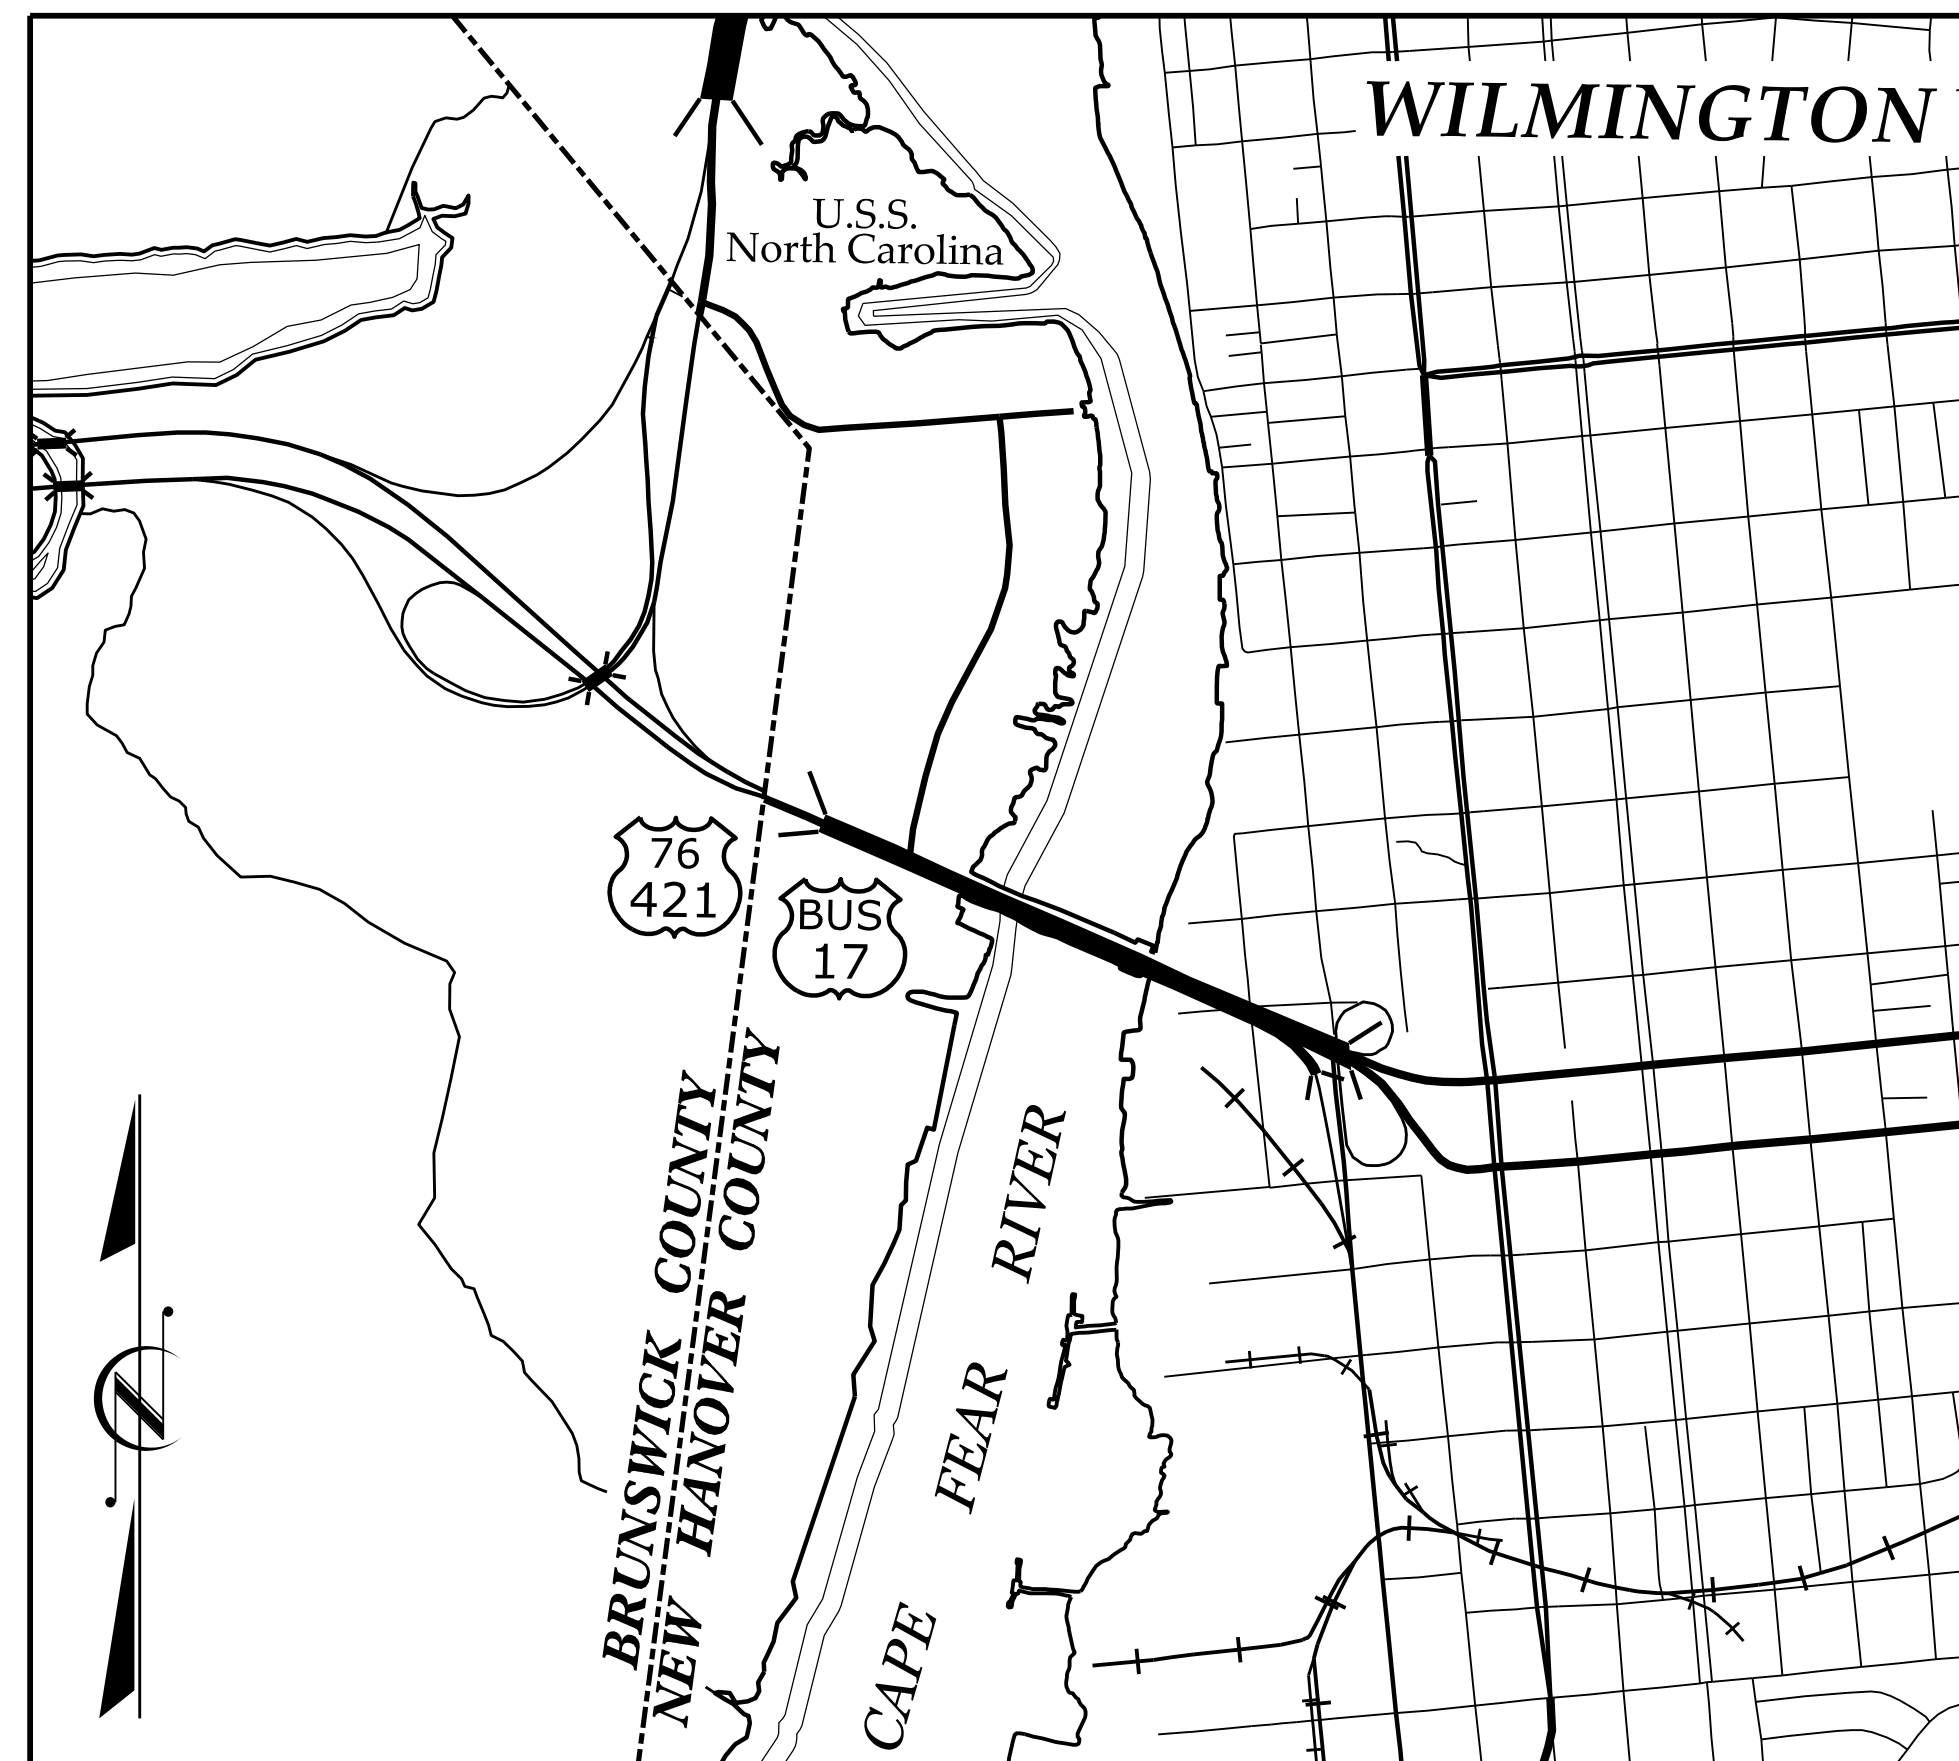 WILMINGTON
U.S.S.
North Carolina
76
421
BUS
17
BRUNSWICK COUNTY
NEW HANOVER COUNTY
CAPE FEAR RIVER
N